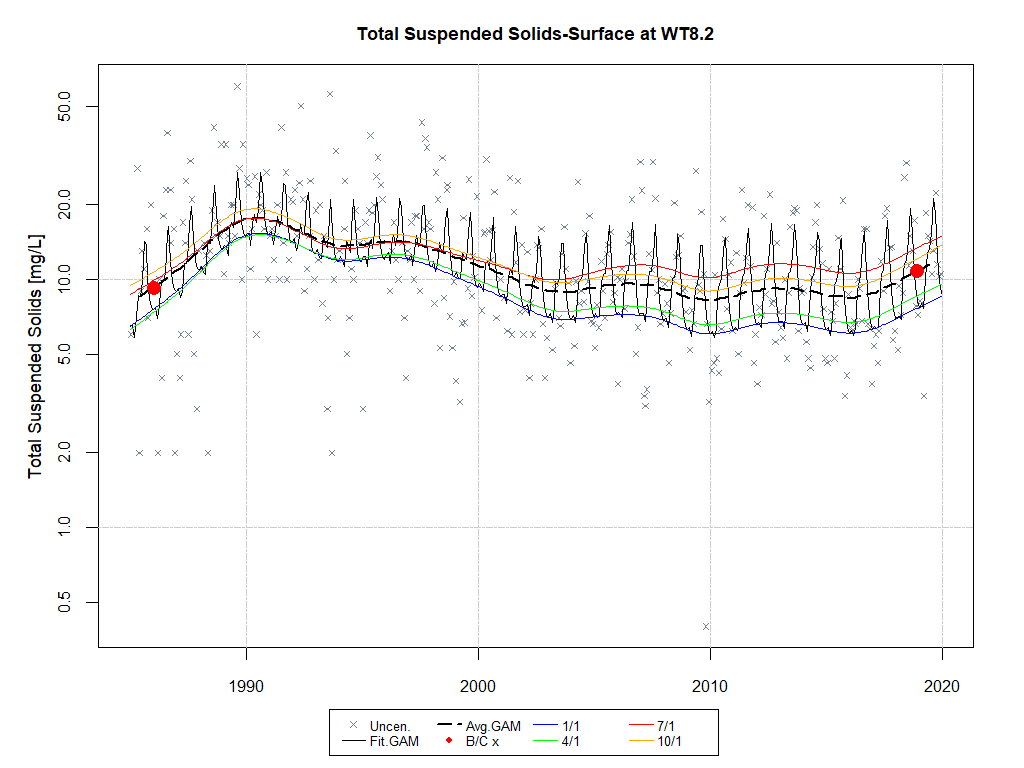 Total Suspended Solids-Surface at WT8.2
Total Suspended Solids [mg/L]
50.0
20.0
10.0
5.0
2.0
1.0
0.5
1990 2000 2010 2020
Uncen. Avg.GAM 1/1 7/1
Fit.GAM B/C x 4/1 10/1